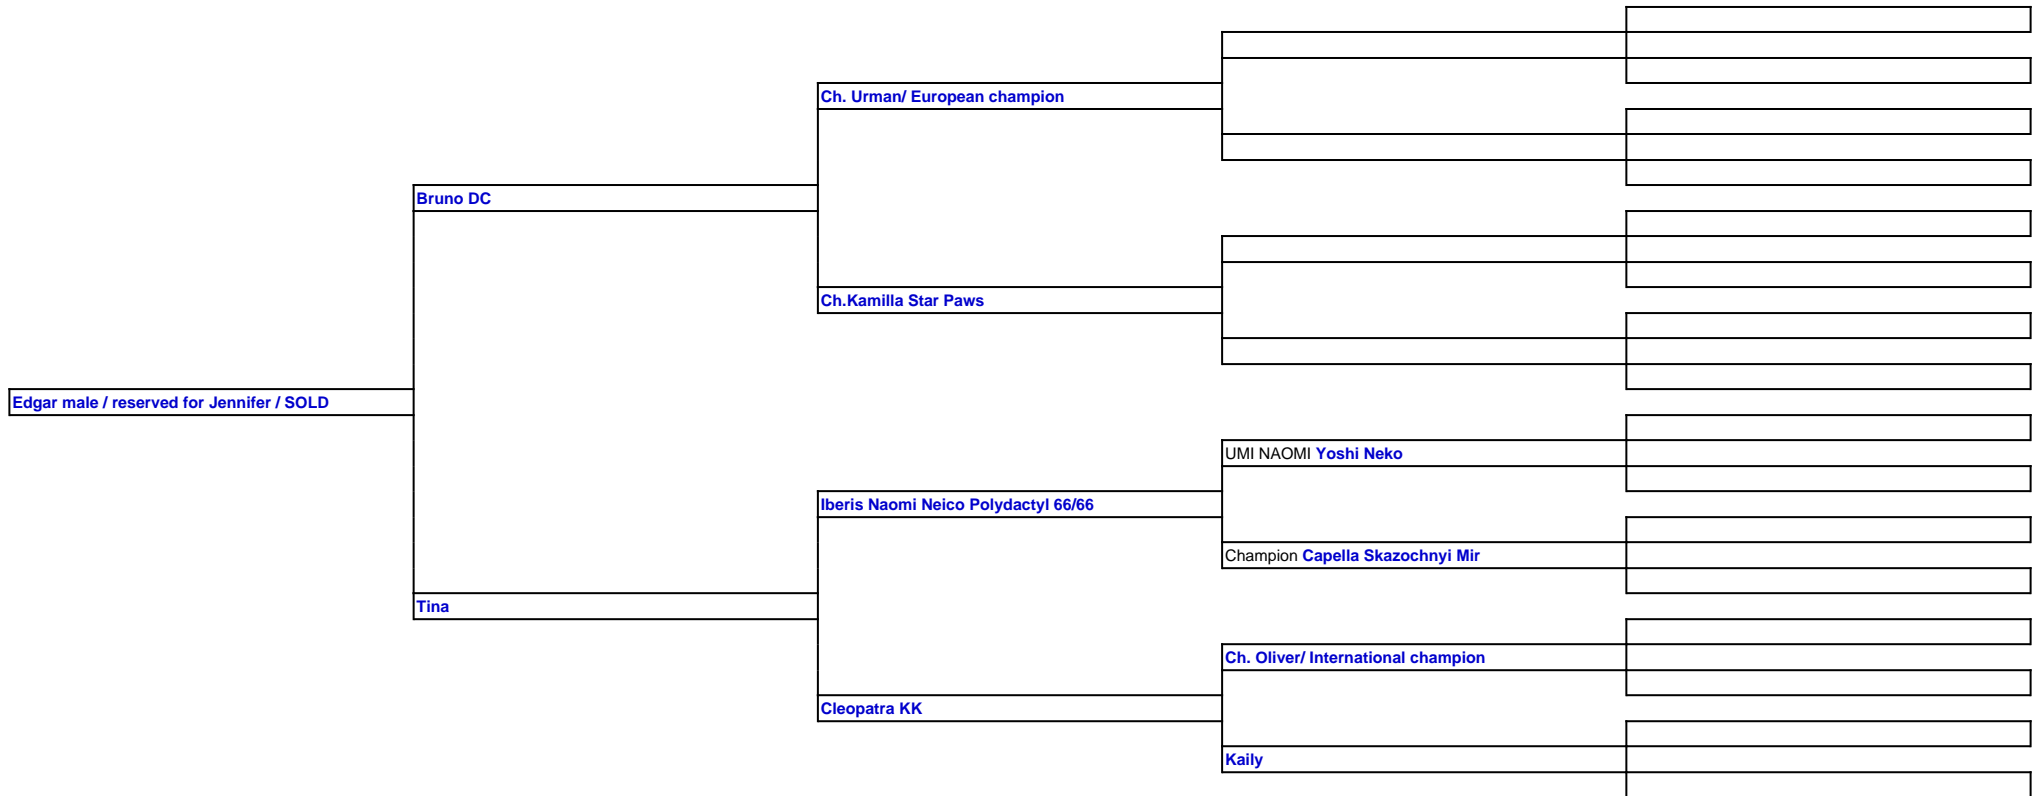 Ch. Urman/ European champion
Bruno DC
Ch.Kamilla Star Paws
Edgar male / reserved for Jennifer / SOLD
UMI NAOMI Yoshi Neko
Iberis Naomi Neico Polydactyl 66/66
Champion Capella Skazochnyi Mir
Tina
Ch. Oliver/ International champion
Cleopatra KK
Kaily